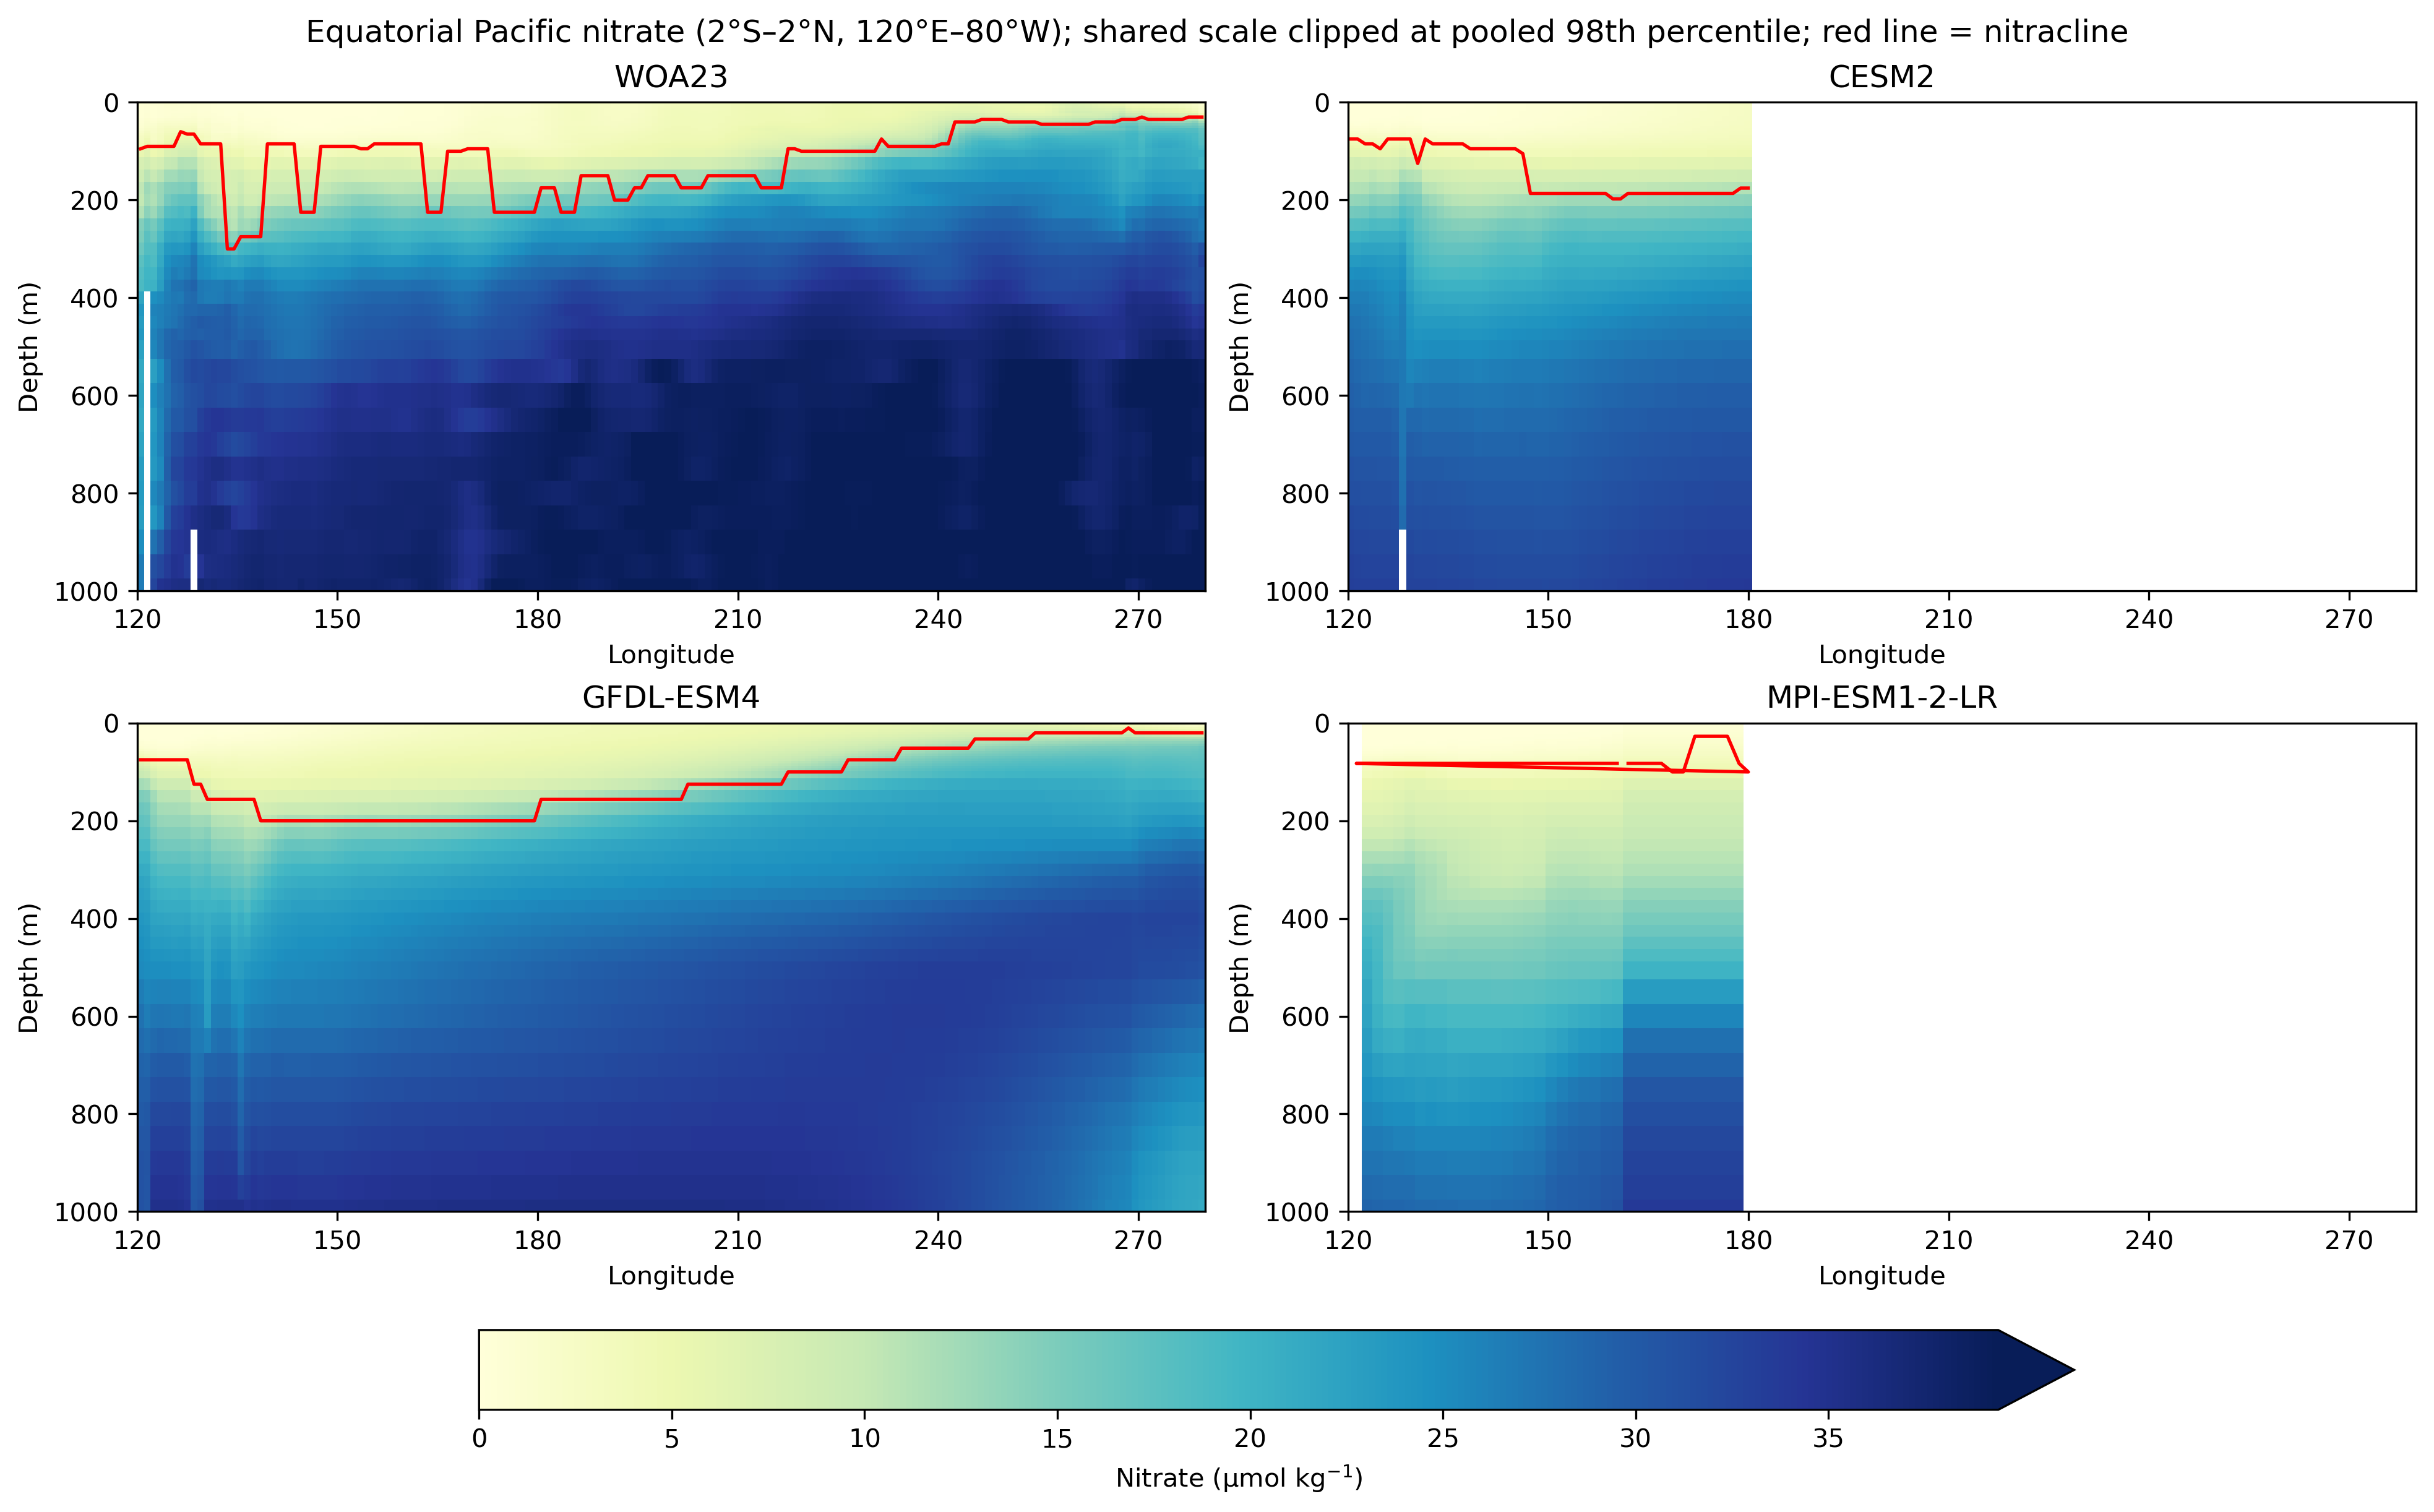 Equatorial Pacific nitrate (2°S–2°N, 120°E–80°W); shared scale clipped at pooled 98th percentile; red line = nitracline
WOA23
0
200
400
600
800
1000
Depth (m)
120 150 180 210 240 270
Longitude
CESM2
0
200
400
600
800
1000
Depth (m)
120 150 180 210 240 270
Longitude
GFDL-ESM4
0
200
400
600
800
1000
Depth (m)
120 150 180 210 240 270
Longitude
MPI-ESM1-2-LR
0
200
400
600
800
1000
Depth (m)
120 150 180 210 240 270
Longitude
0 5 10 15 20 25 30 35
Nitrate (µmol kg⁻¹)